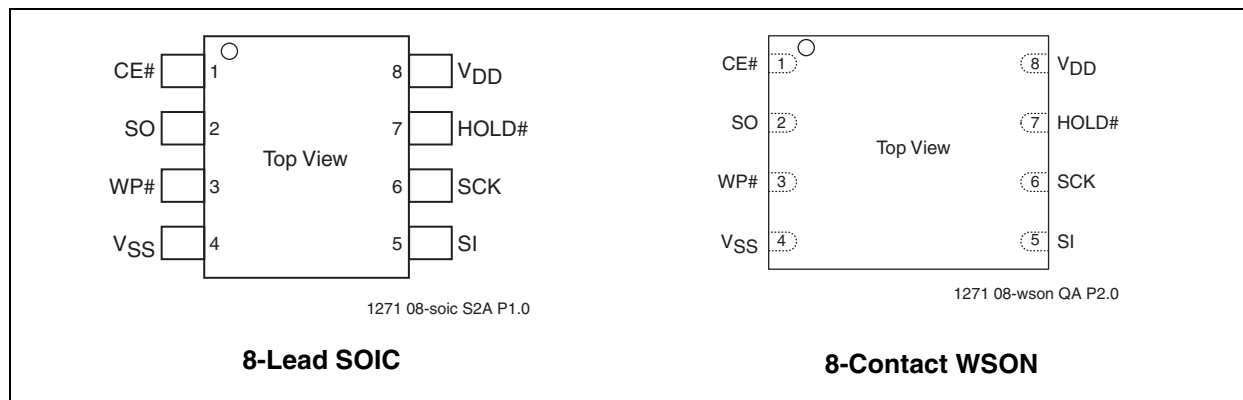 CE# 1 8 VDD
SO 2 7 HOLD#
Top View
WP# 3 6 SCK
VSS 4 5 SI
1271 08-soic S2A P1.0
8-Lead SOIC
CE# 1 8 VDD
SO 2 7 HOLD#
Top View
WP# 3 6 SCK
VSS 4 5 SI
1271 08-wson QA P2.0
8-Contact WSON